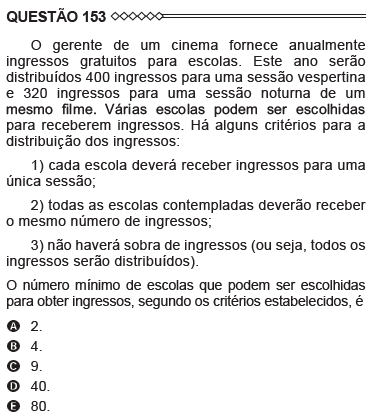 QUESTÃO 153
O gerente de um cinema fornece anualmente
ingressos gratuitos para escolas. Este ano serão
distribuídos 400 ingressos para uma sessão vespertina
e 320 ingressos para uma sessão noturna de um
mesmo filme. Várias escolas podem ser escolhidas
para receberem ingressos. Há alguns critérios para a
distribuição dos ingressos:
1) cada escola deverá receber ingressos para uma
única sessão;
2) todas as escolas contempladas deverão receber
o mesmo número de ingressos;
3) não haverá sobra de ingressos (ou seja, todos os
ingressos serão distribuídos).
O número mínimo de escolas que podem ser escolhidas
para obter ingressos, segundo os critérios estabelecidos, é
A 2.
B 4.
C 9.
D 40.
E 80.